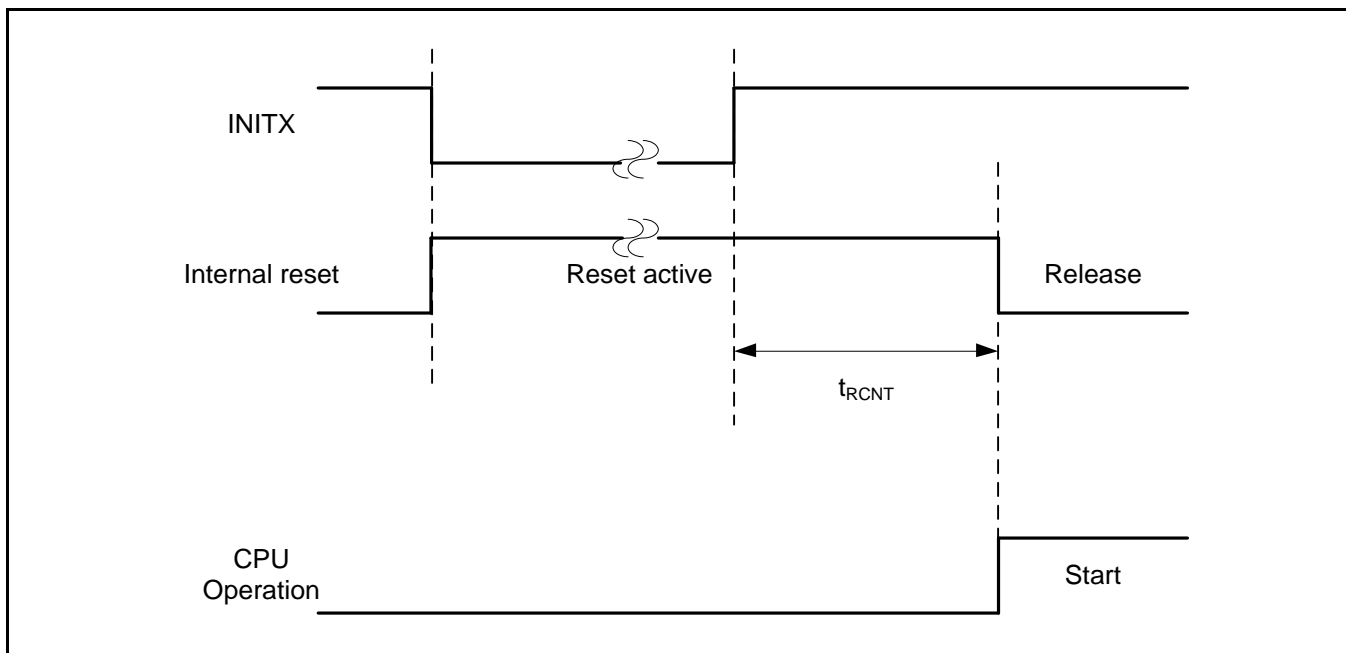 INITX
Internal reset
Reset active
Release
tRCNT
CPU
Operation
Start